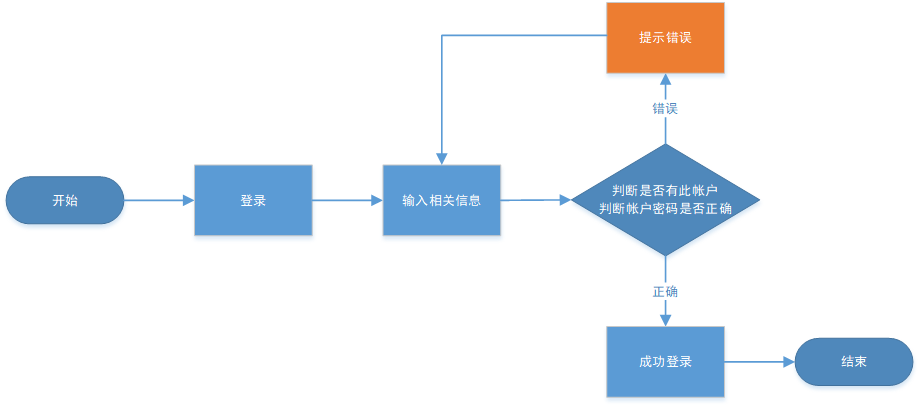 提示错误
错误
开始
登录
输入相关信息
判断是否有此帐户
判断帐户密码是否正确
正确
成功登录
结束